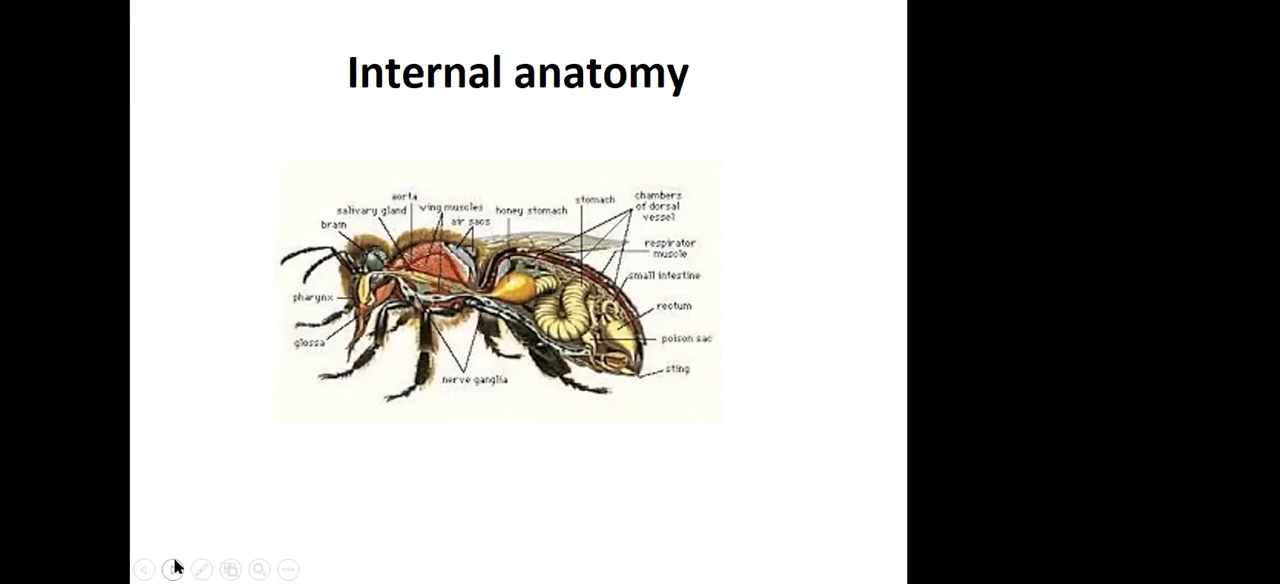 Internal anatomy
aorta
salivary gland
wing muscles
air sacs
honey stomach
stomach
chambers
of dorsal
vessel
brain
respirator
muscle
small intestine
pharynx
rectum
glossa
poison sac
nerve ganglia
sting